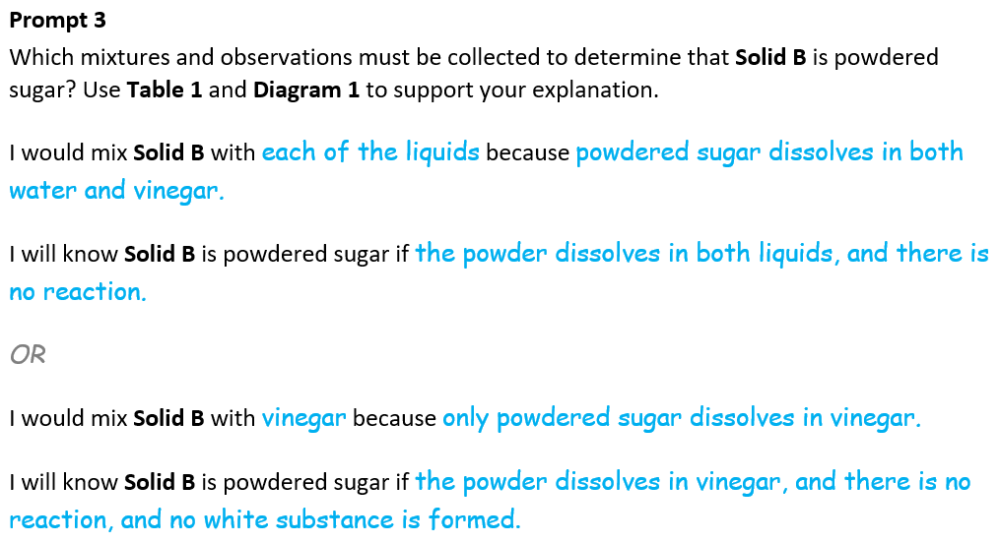 Prompt 3
Which mixtures and observations must be collected to determine that Solid B is powdered
sugar? Use Table 1 and Diagram 1 to support your explanation.
I would mix Solid B with each of the liquids because powdered sugar dissolves in both
water and vinegar.
I will know Solid B is powdered sugar if the powder dissolves in both liquids, and there is
no reaction.
OR
I would mix Solid B with vinegar because only powdered sugar dissolves in vinegar.
I will know Solid B is powdered sugar if the powder dissolves in vinegar, and there is no
reaction, and no white substance is formed.